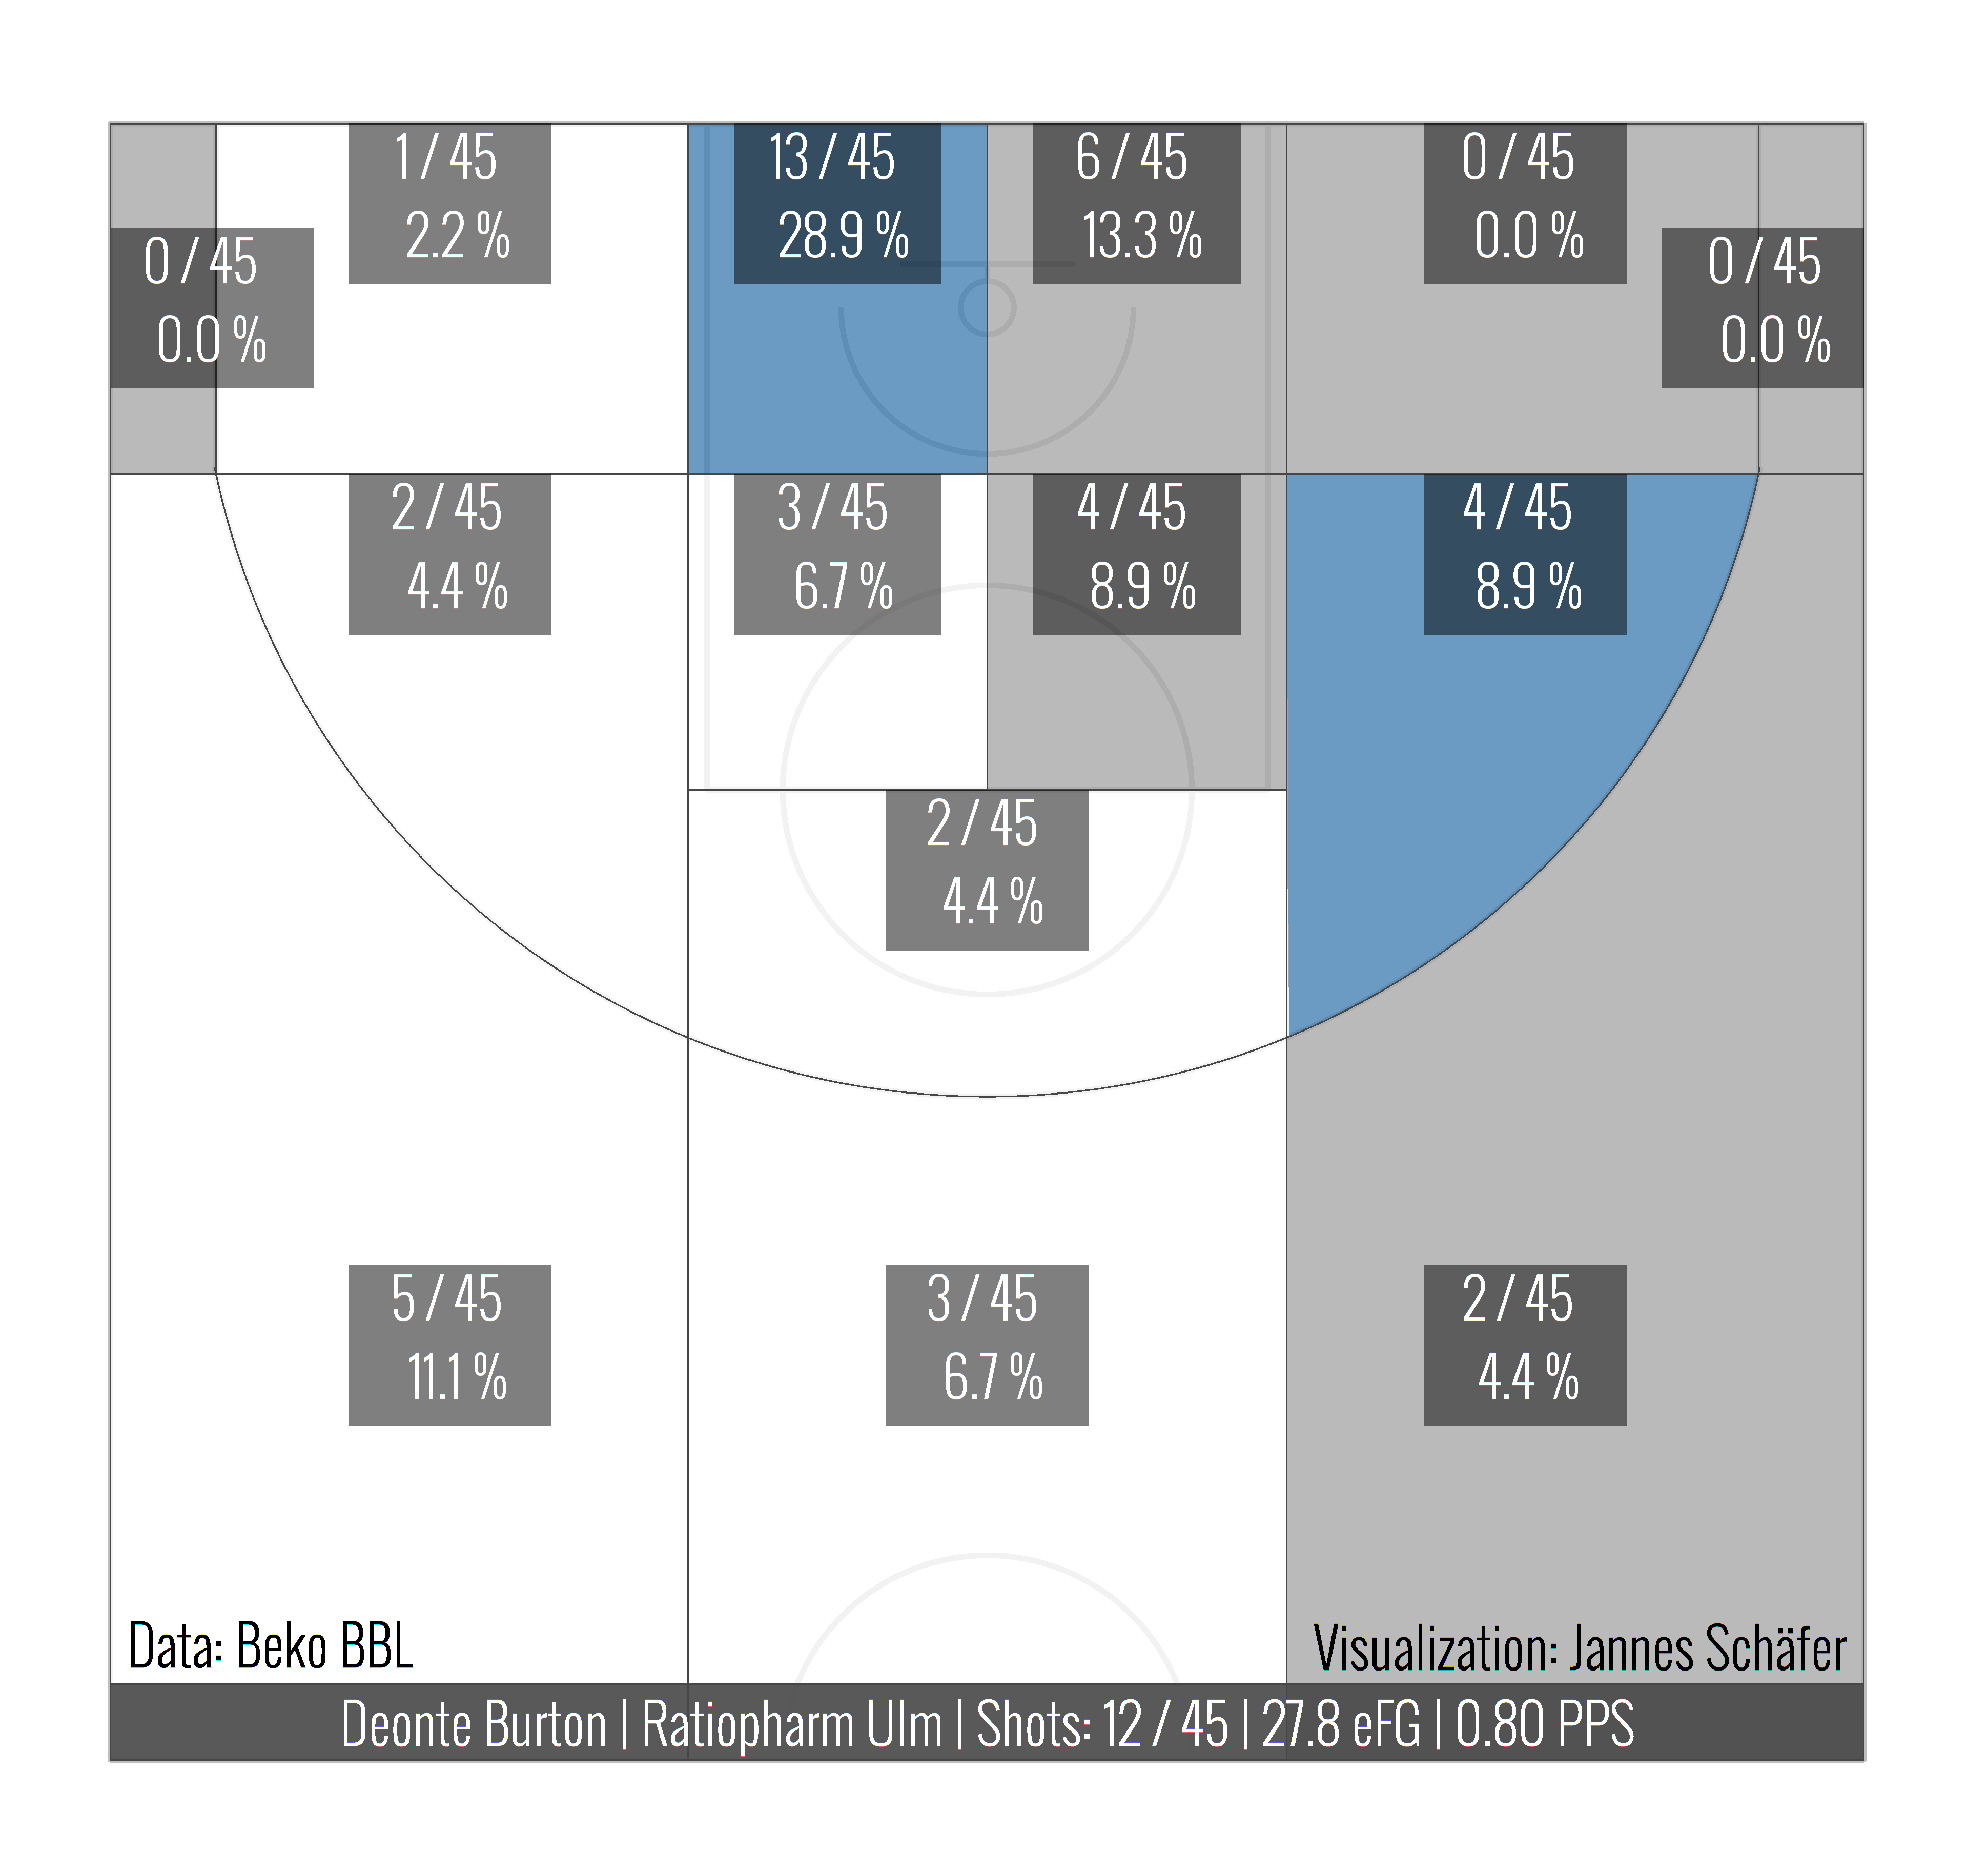 1 / 45
2.2 %
13 / 45
28.9 %
6 / 45
13.3 %
0 / 45
0.0 %
0 / 45
0.0 %
0 / 45
0.0 %
2 / 45
4.4 %
3 / 45
6.7 %
4 / 45
8.9 %
4 / 45
8.9 %
2 / 45
4.4 %
5 / 45
11.1 %
3 / 45
6.7 %
2 / 45
4.4 %
Data: Beko BBL
Visualization: Jannes Schäfer
Deonte Burton | Ratiopharm Ulm | Shots: 12 / 45 | 27.8 eFG | 0.80 PPS